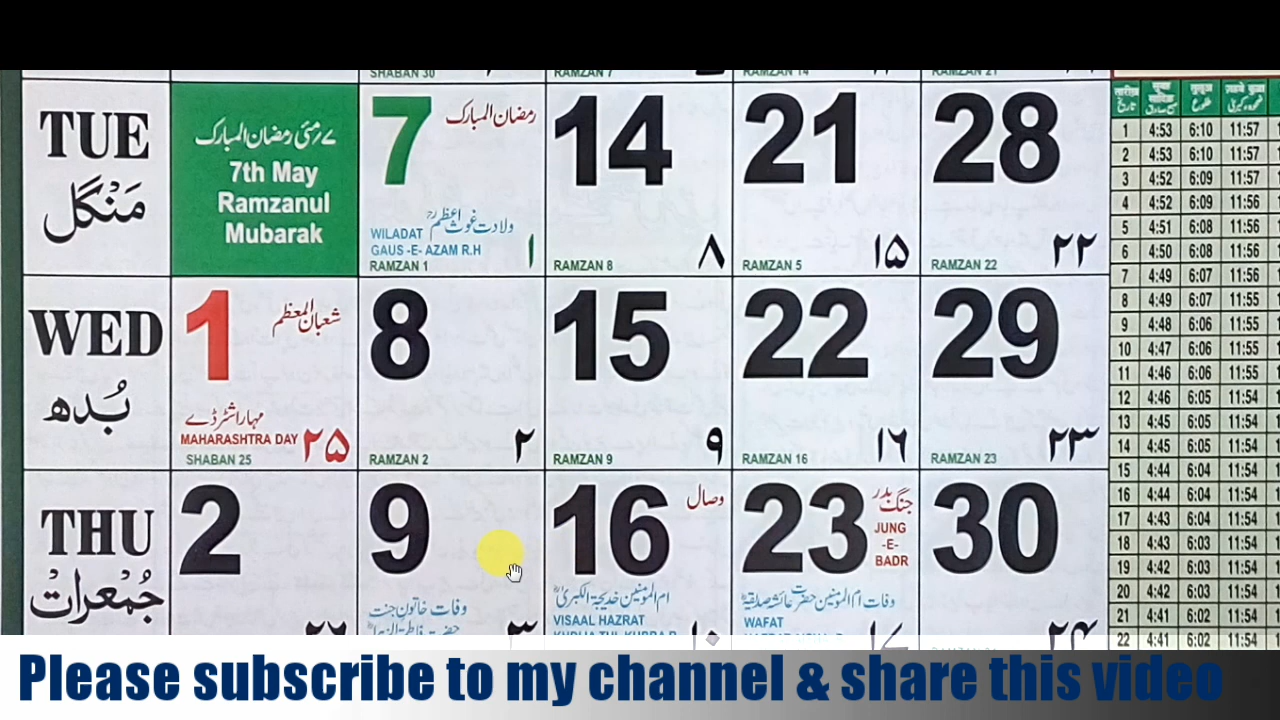 SHABAN 30
RAMZAN 7
RAMZAN 14
RAMZAN 21
TUE
مَنْگل
۷ مئی رمضان المبارک
7th May
Ramzanul
Mubarak
7
رمضان المبارک
ولادت غوث اعظم
WILADAT
GAUS -E- AZAM R.H
RAMZAN 1 ۱
14
RAMZAN 8 ۸
21
RAMZAN 5 ۱۵
28
RAMZAN 22 ۲۲
WED
بُدھ
1
شعبان المعظم
مہاراشٹر ڈے
MAHARASHTRA DAY ۲۵
SHABAN 25
8
RAMZAN 2 ۲
15
RAMZAN 9 ۹
22
RAMZAN 16 ۱۶
29
RAMZAN 23 ۲۳
THU
جُمْعرات
2
9
وفات خاتون جنت
16
وصال
ام المومنین خدیجۃ الکبریٰ
VISAAL HAZRAT
23
جنگ بدر
JUNG
-E-
BADR
وفات ام المومنین حضرت عائشہ صدیقہ
WAFAT
30
तारीख
تاریخ
طلوع
1 4:53 6:10 11:57
2 4:53 6:10 11:57
3 4:52 6:09 11:57
4 4:52 6:09 11:56
5 4:51 6:08 11:56
6 4:50 6:08 11:56
7 4:49 6:07 11:56
8 4:49 6:07 11:55
9 4:48 6:06 11:55
10 4:47 6:06 11:55
11 4:46 6:06 11:55
12 4:46 6:05 11:54
13 4:45 6:05 11:54
14 4:45 6:05 11:54
15 4:44 6:04 11:54
16 4:44 6:04 11:54
17 4:43 6:04 11:54
18 4:43 6:03 11:54
19 4:42 6:03 11:54
20 4:42 6:03 11:54
21 4:41 6:02 11:54
22 4:41 6:02 11:54
Please subscribe to my channel & share this video